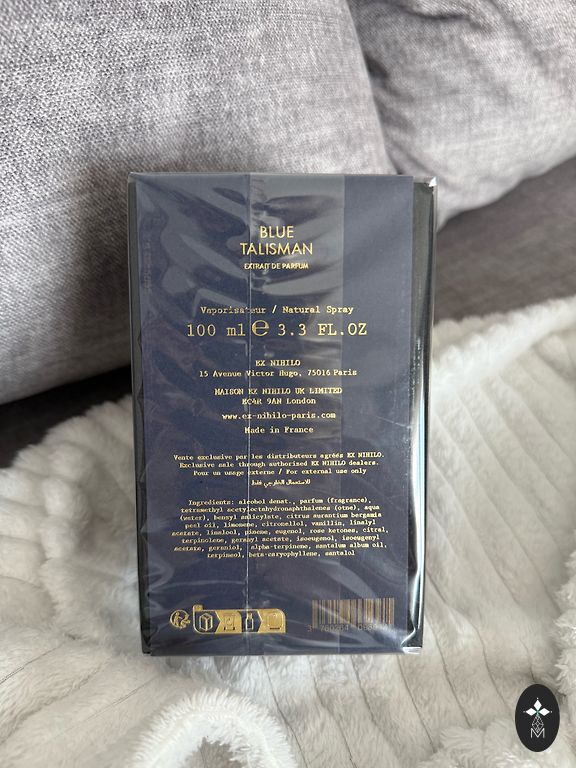 BLUE
TALISMAN
EXTRAIT DE PARFUM
Vaporisateur / Natural Spray
100 ml e 3.3 FL.OZ
EX NIHILO
15 Avenue Victor Hugo, 75016 Paris
MAISON EX NIHILO UK LIMITED
EC4R 9AN London
www.ex-nihilo-paris.com
Made in France
Vente exclusive par les distributeurs agréés EX NIHILO.
Exclusive sale through authorized EX NIHILO dealers.
Pour un usage externe / For external use only
للاستعمال الخارجي فقط
Ingredients: alcohol denat., parfum (fragrance),
tetramethyl acetyloctahydronaphthalenes (otne), aqua
(water), benzyl salicylate, citrus aurantium bergamia
peel oil, limonene, citronellol, vanillin, linalyl
acetate, linalool, pinene, eugenol, rose ketones, citral,
terpinolene, geranyl acetate, isoeugenol, isoeugenyl
acetate, geraniol, alpha-terpinene, santalum album oil,
terpineol, beta-caryophyllene, santalol
M